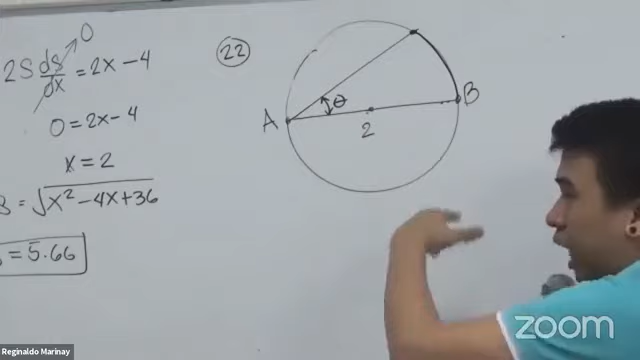 2S ds/dx = 2x - 4
0
0 = 2x - 4
x = 2
= √x² - 4x + 36
= 5.66
22
A
θ
2
B
Reginaldo Marinay
zoom